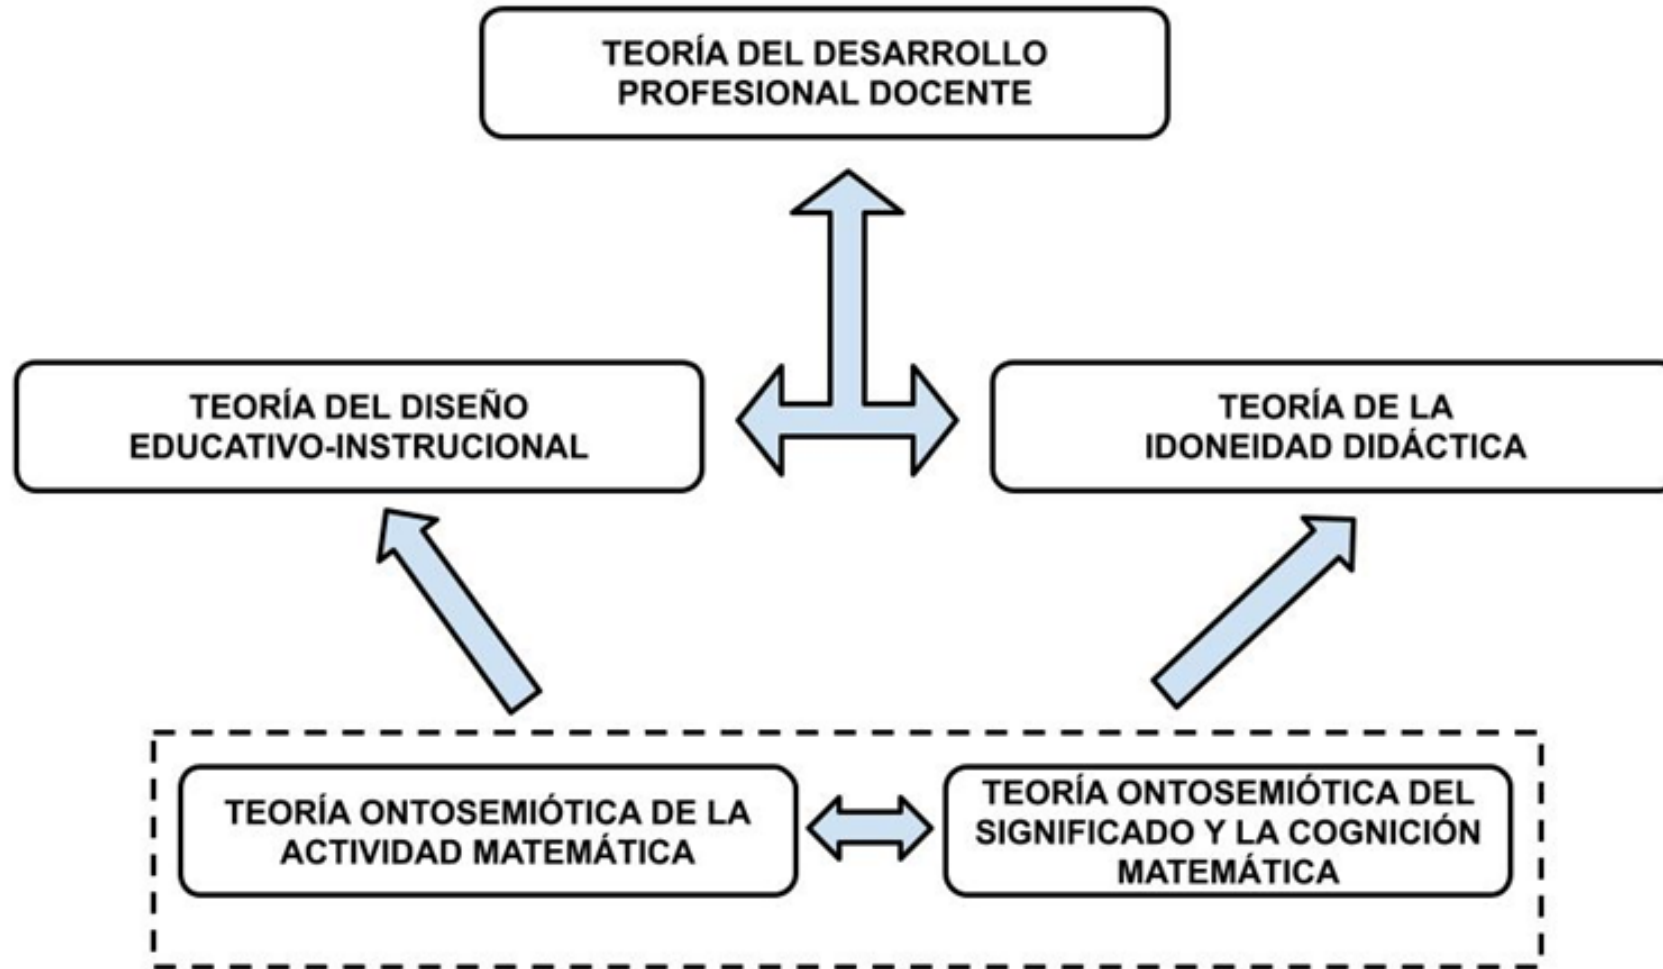 TEORÍA DEL DESARROLLO
PROFESIONAL DOCENTE
TEORÍA DEL DISEÑO
EDUCATIVO-INSTRUCIONAL
TEORÍA DE LA
IDONEIDAD DIDÁCTICA
TEORÍA ONTOSEMIÓTICA DE LA
ACTIVIDAD MATEMÁTICA
TEORÍA ONTOSEMIÓTICA DEL
SIGNIFICADO Y LA COGNICIÓN
MATEMÁTICA